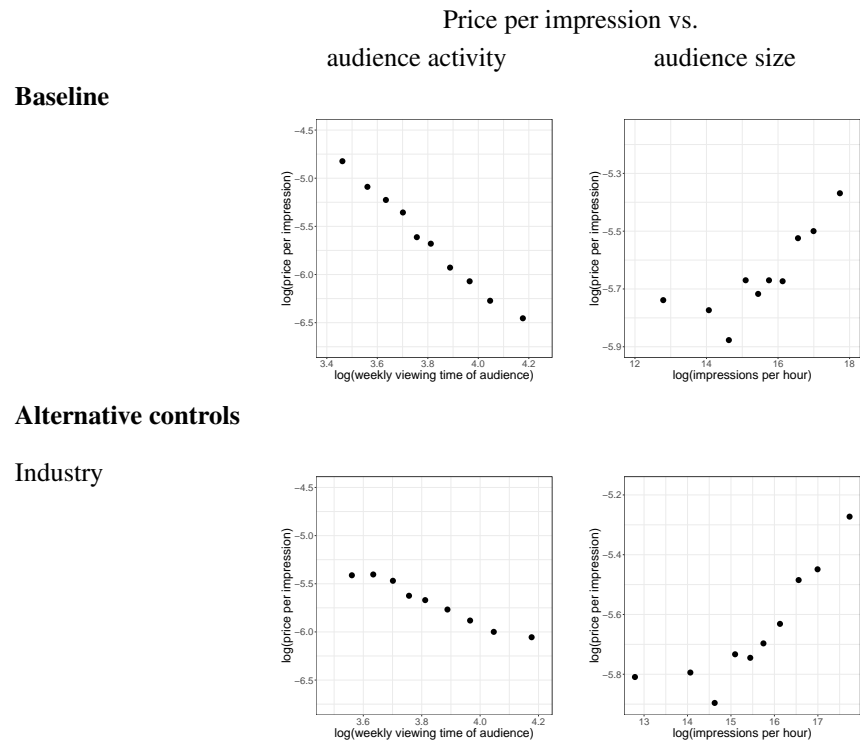 Price per impression vs.
audience activity audience size
Baseline
−4.5
−5.0
−5.5
−6.0
−6.5
log(price per impression)
3.4 3.6 3.8 4.0 4.2
log(weekly viewing time of audience)
−5.3
−5.5
−5.7
−5.9
log(price per impression)
12 14 16 18
log(impressions per hour)
Alternative controls
Industry
−4.5
−5.0
−5.5
−6.0
−6.5
log(price per impression)
3.6 3.8 4.0 4.2
log(weekly viewing time of audience)
−5.2
−5.4
−5.6
−5.8
log(price per impression)
13 14 15 16 17
log(impressions per hour)